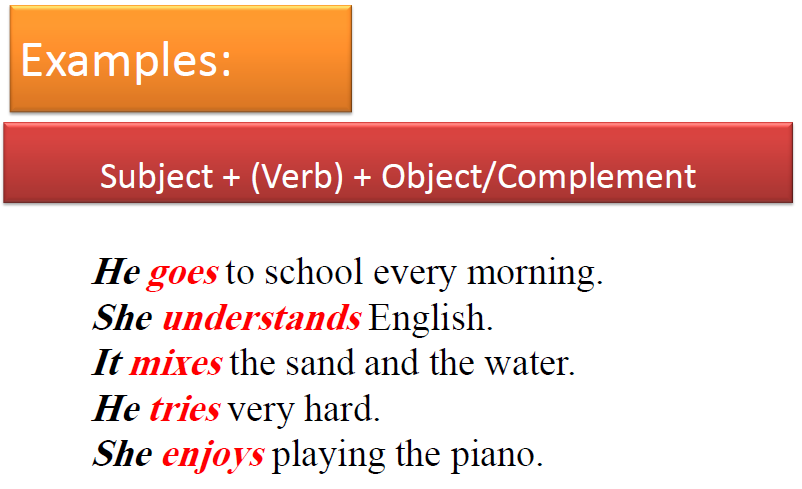 Examples:
Subject + (Verb) + Object/Complement
He goes to school every morning.
She understands English.
It mixes the sand and the water.
He tries very hard.
She enjoys playing the piano.